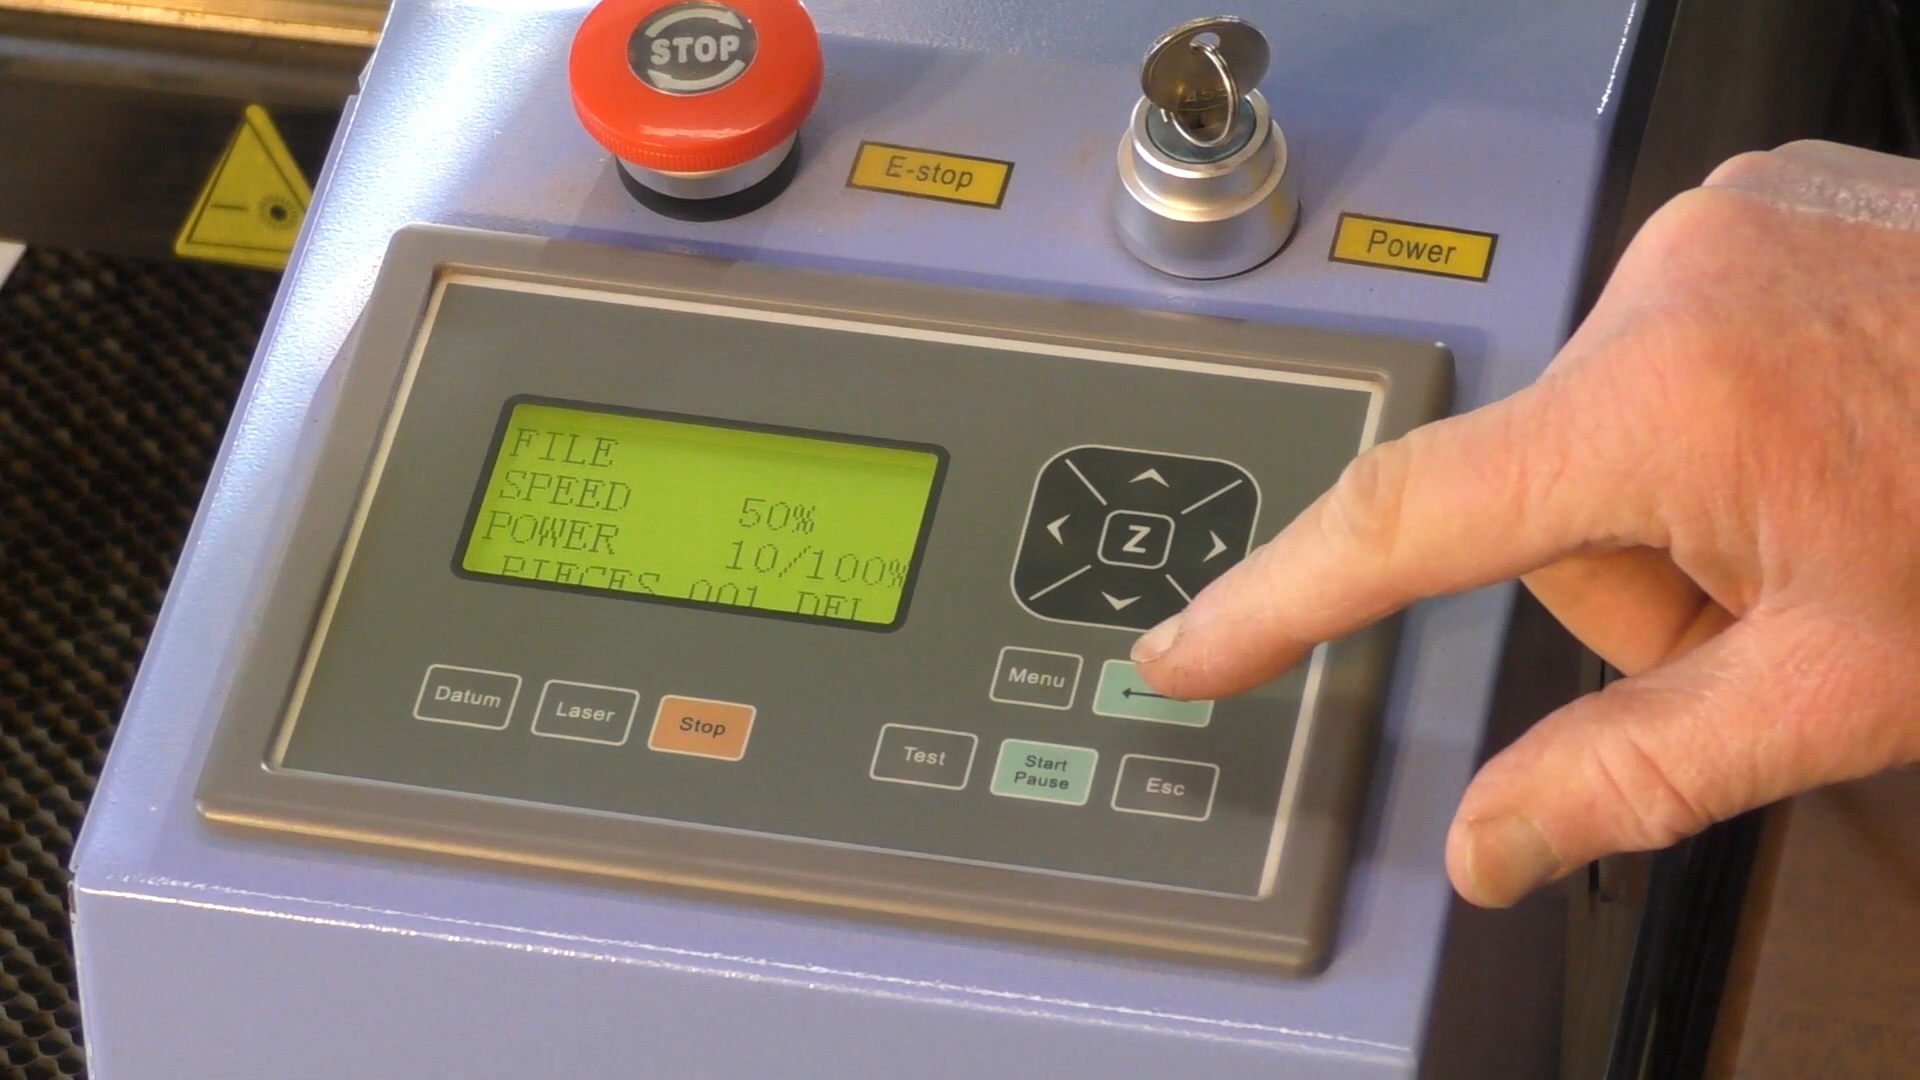 STOP
E-stop
Power
FILE
SPEED 50%
POWER 10/100%
PIECES 001 DEL
Z
Menu
Datum
Laser
Stop
Test
Start
Pause
Esc